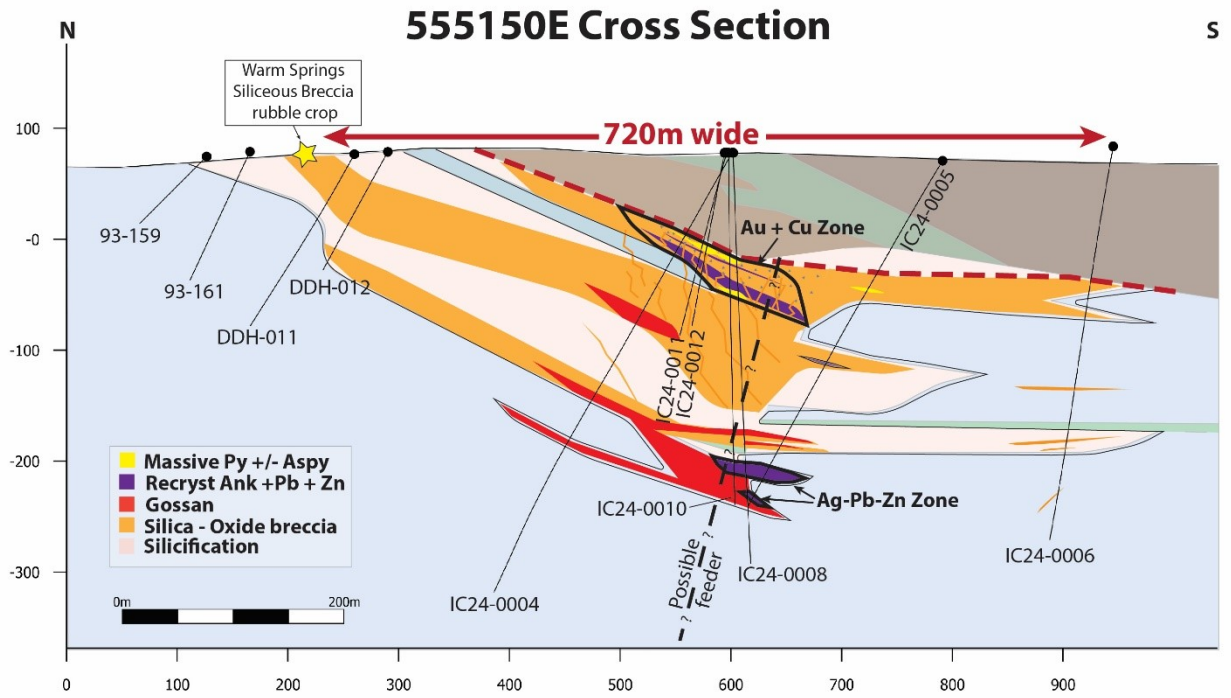 555150E Cross Section
N
S
Warm Springs
Siliceous Breccia
rubble crop
720m wide
100
-0
-100
-200
-300
93-159
93-161
DDH-011
DDH-012
Au + Cu Zone
IC24-0005
IC24-0011
IC24-0012
?
?
?
?
?
Possible
feeder
Ag-Pb-Zn Zone
IC24-0010
IC24-0008
IC24-0004
IC24-0006
Massive Py +/- Aspy
Recryst Ank +Pb + Zn
Gossan
Silica - Oxide breccia
Silicification
0m
200m
0
100
200
300
400
500
600
700
800
900